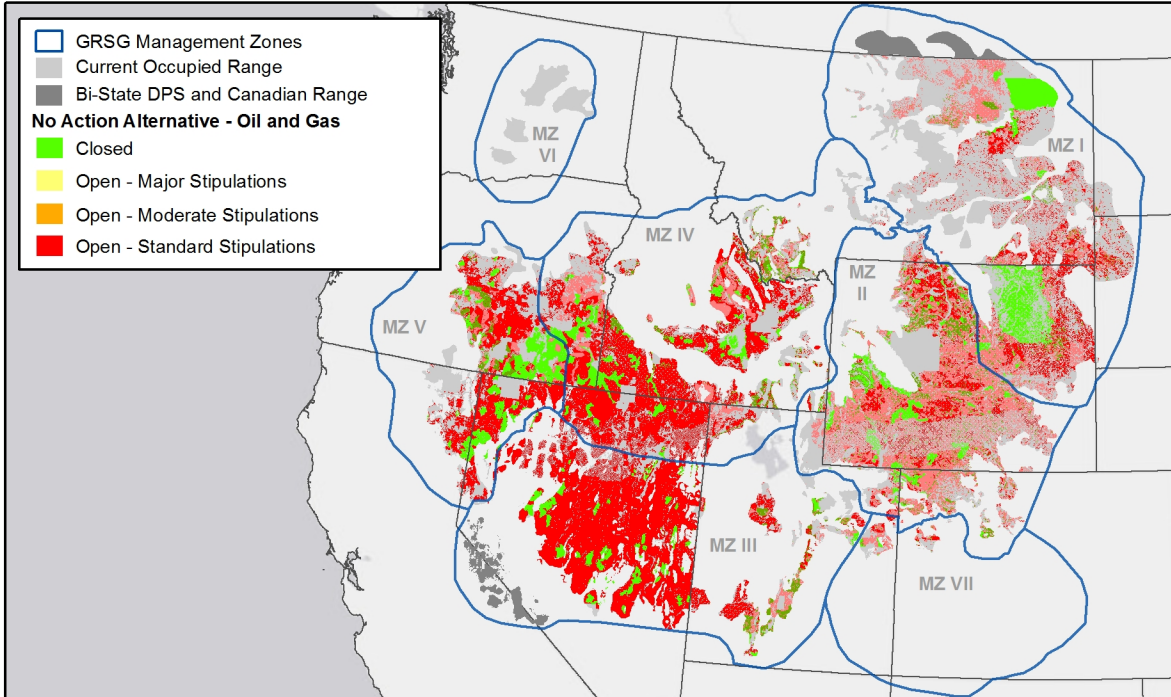 GRSG Management Zones
Current Occupied Range
Bi-State DPS and Canadian Range
No Action Alternative - Oil and Gas
Closed
Open - Major Stipulations
Open - Moderate Stipulations
Open - Standard Stipulations
MZ
VI
MZ I
MZ IV
MZ
II
MZ V
MZ III
MZ VII